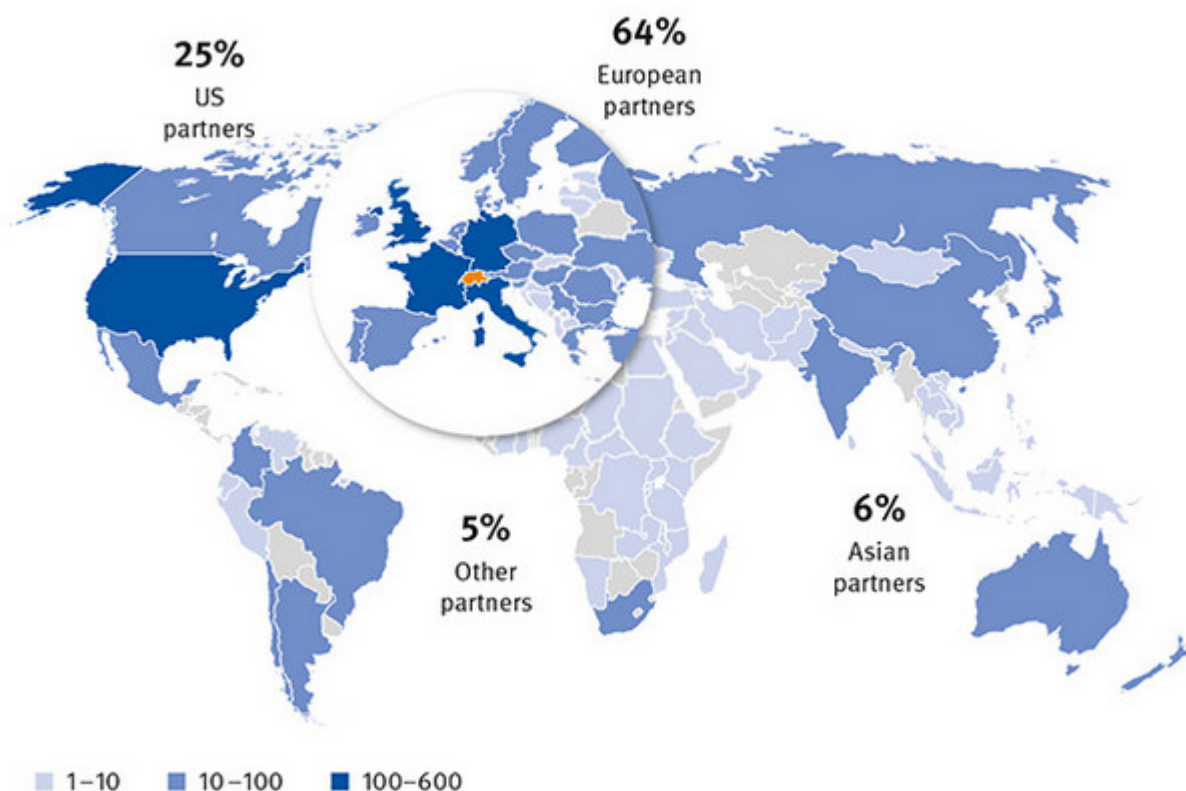 25%
US
partners
64%
European
partners
5%
Other
partners
6%
Asian
partners
1–10
10–100
100–600